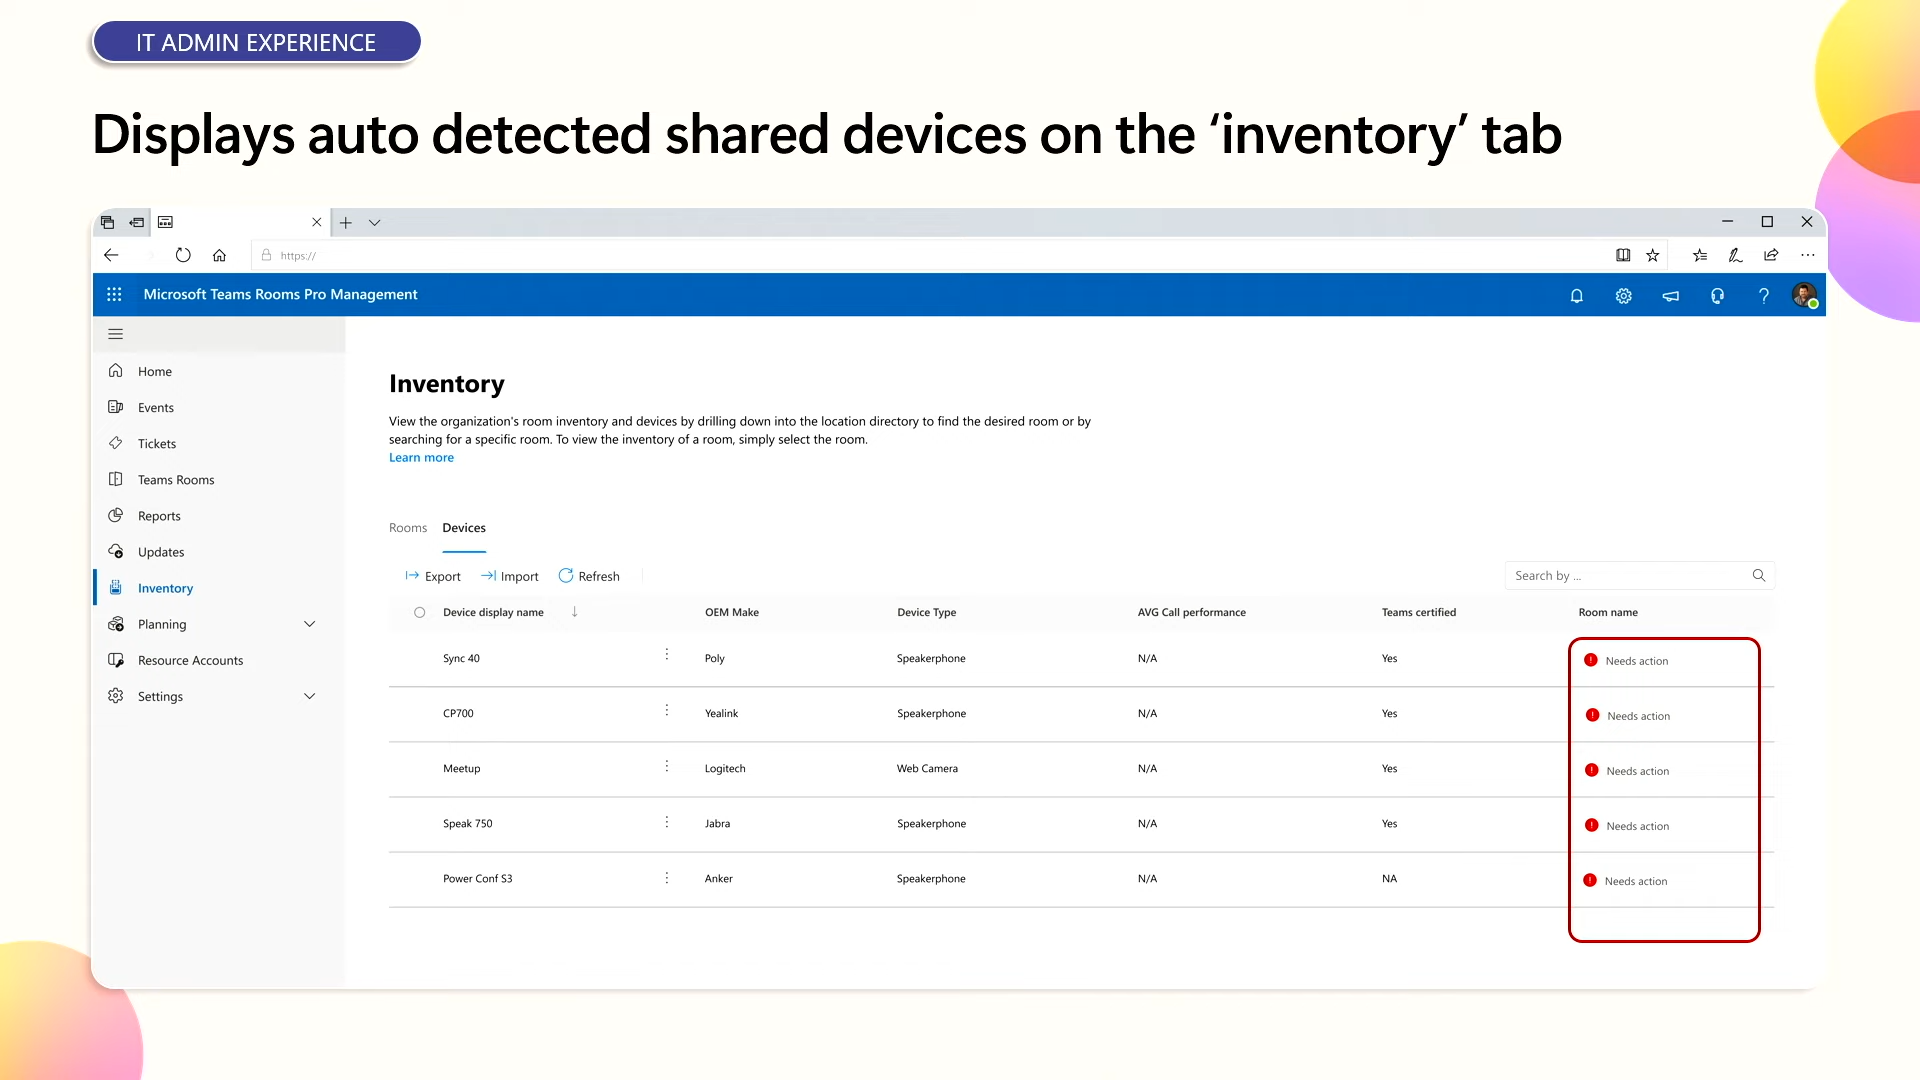 IT ADMIN EXPERIENCE
Displays auto detected shared devices on the ‘inventory’ tab
https://
Microsoft Teams Rooms Pro Management
Home
Events
Tickets
Teams Rooms
Reports
Updates
Inventory
Planning
Resource Accounts
Settings
Inventory
View the organization's room inventory and devices by drilling down into the location directory to find the desired room or by
searching for a specific room. To view the inventory of a room, simply select the room.
Learn more
Rooms Devices
Export Import Refresh Search by ...
Device display name OEM Make Device Type AVG Call performance Teams certified Room name
Sync 40 Poly Speakerphone N/A Yes Needs action
CP700 Yealink Speakerphone N/A Yes Needs action
Meetup Logitech Web Camera N/A Yes Needs action
Speak 750 Jabra Speakerphone N/A Yes Needs action
Power Conf S3 Anker Speakerphone N/A NA Needs action